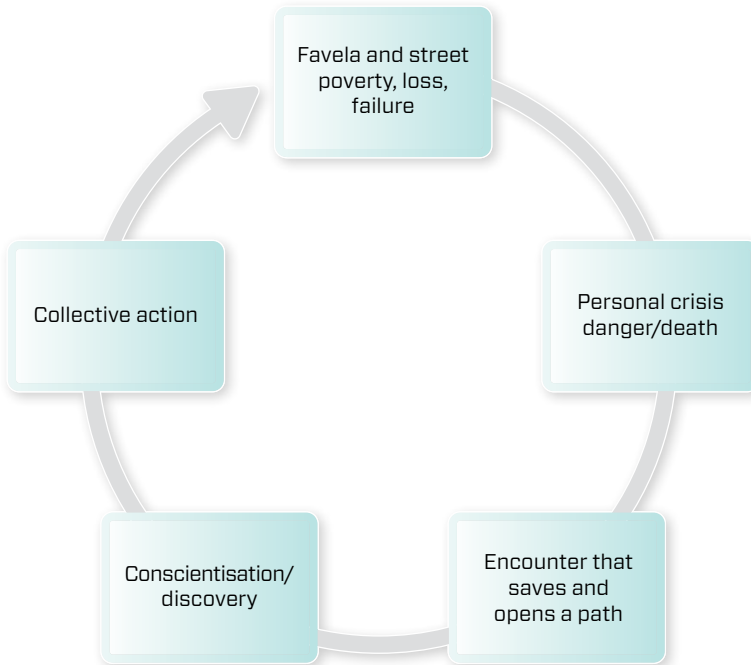 Favela and street
poverty, loss,
failure
Personal crisis
danger/death
Encounter that
saves and
opens a path
Conscientisation/
discovery
Collective action